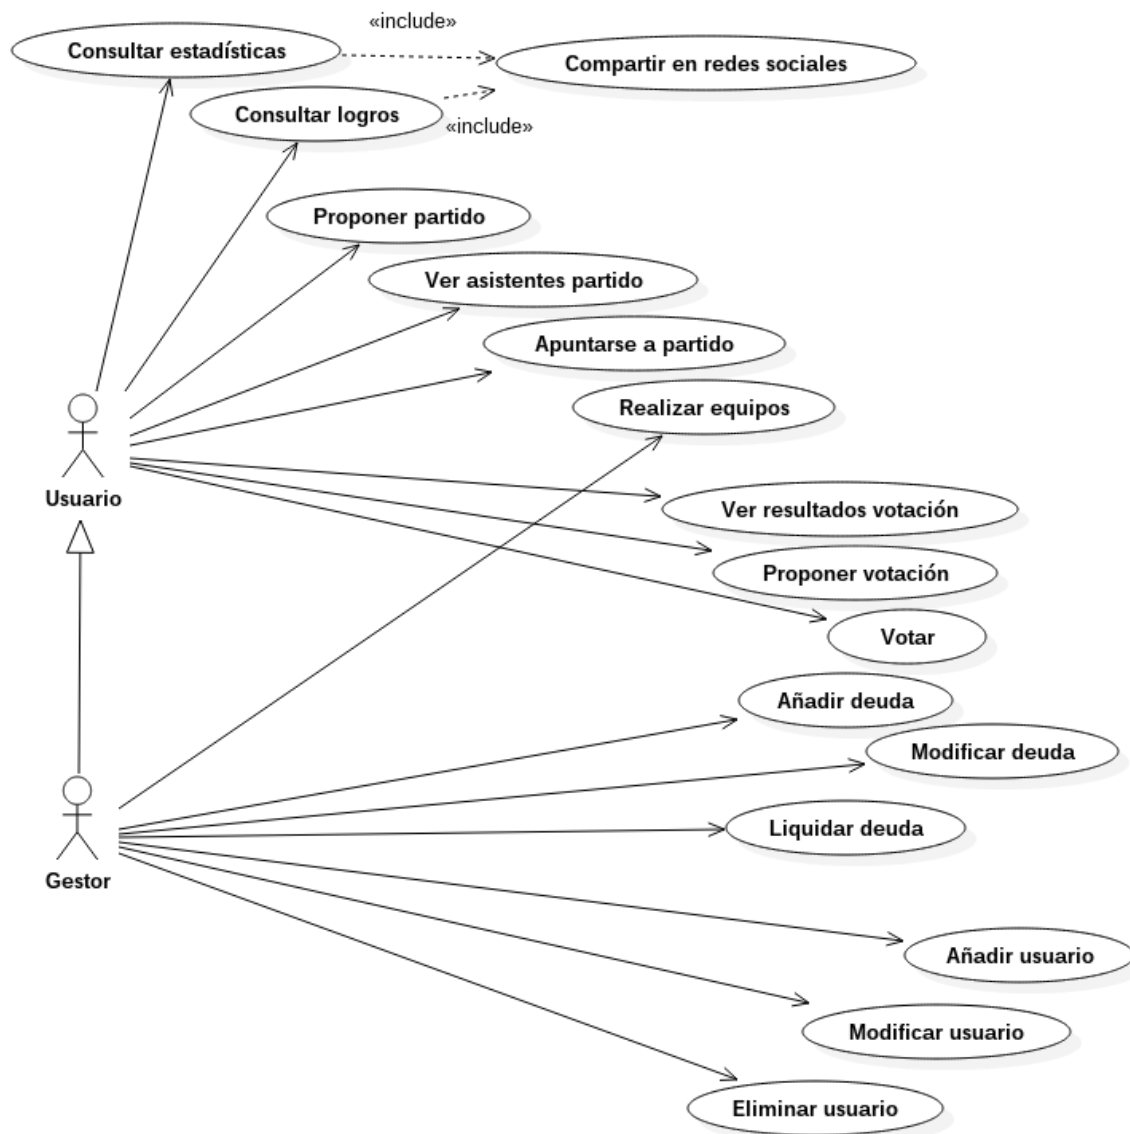 «include»
Consultar estadísticas
Compartir en redes sociales
Consultar logros
«include»
Proponer partido
Ver asistentes partido
Apuntarse a partido
Realizar equipos
Usuario
Ver resultados votación
Proponer votación
Votar
Añadir deuda
Modificar deuda
Liquidar deuda
Gestor
Añadir usuario
Modificar usuario
Eliminar usuario